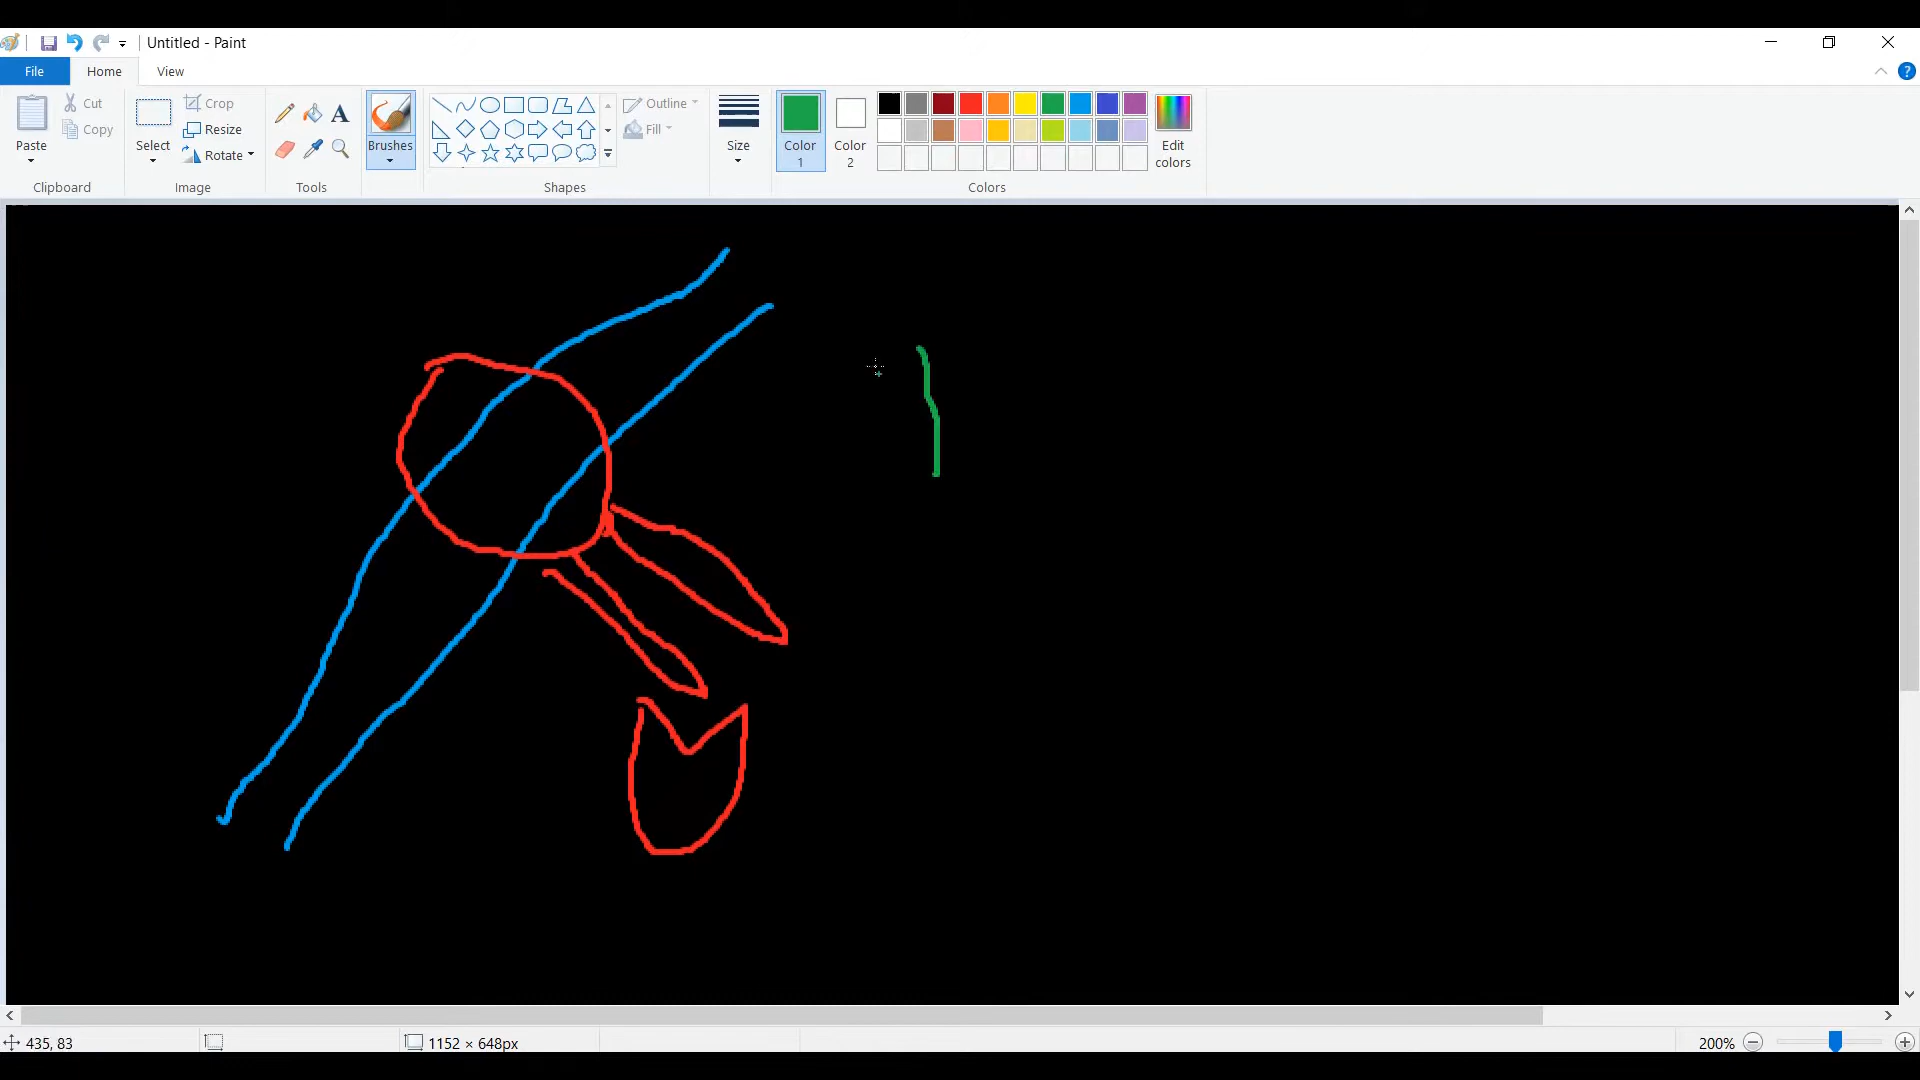 Untitled - Paint
File Home View
Paste
Cut
Copy
Clipboard
Select
Crop
Resize
Rotate
Image
A
Tools
Brushes
Shapes
Outline
Fill
Size
Color 1
Color 2
Edit colors
Colors
?
435, 83
1152 × 648px
200%